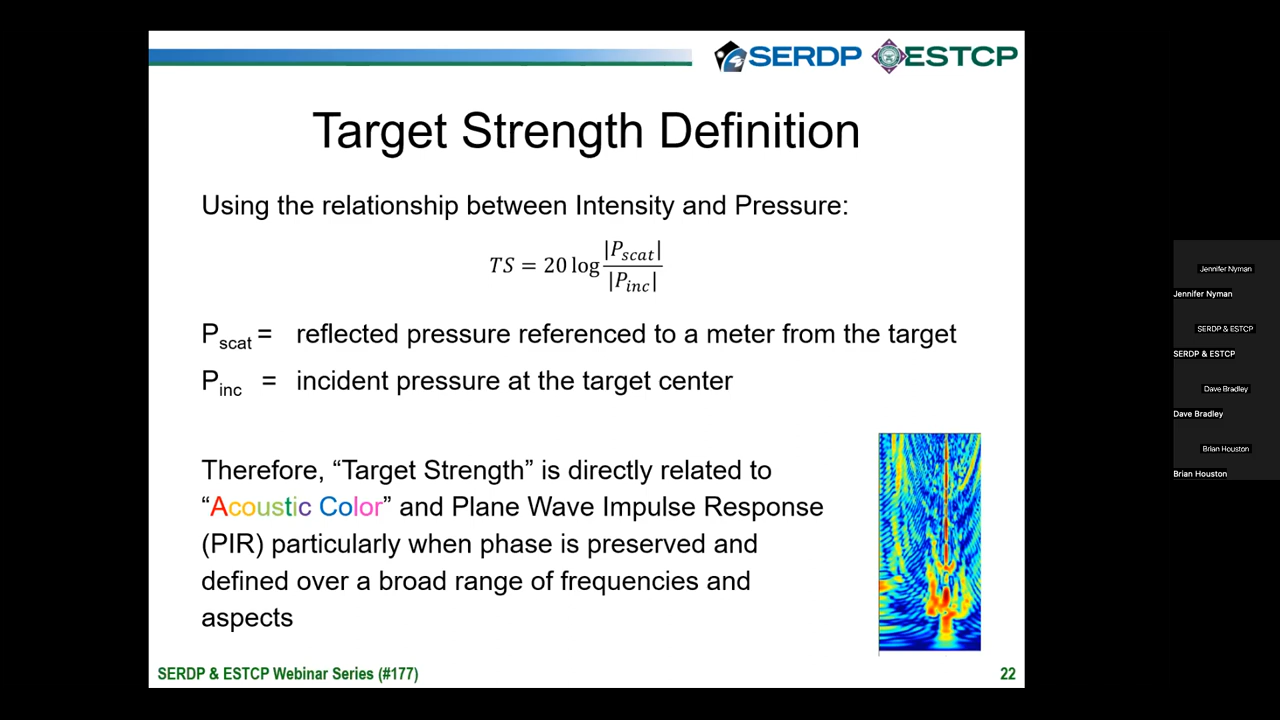 SERDP ESTCP
Target Strength Definition
Using the relationship between Intensity and Pressure:
TS = 20 log |P_scat| / |P_inc|
P_scat = reflected pressure referenced to a meter from the target
P_inc = incident pressure at the target center
Therefore, “Target Strength” is directly related to
“Acoustic Color” and Plane Wave Impulse Response
(PIR) particularly when phase is preserved and
defined over a broad range of frequencies and
aspects
SERDP & ESTCP Webinar Series (#177)
22
Jennifer Nyman
Jennifer Nyman
SERDP & ESTCP
SERDP & ESTCP
Dave Bradley
Dave Bradley
Brian Houston
Brian Houston